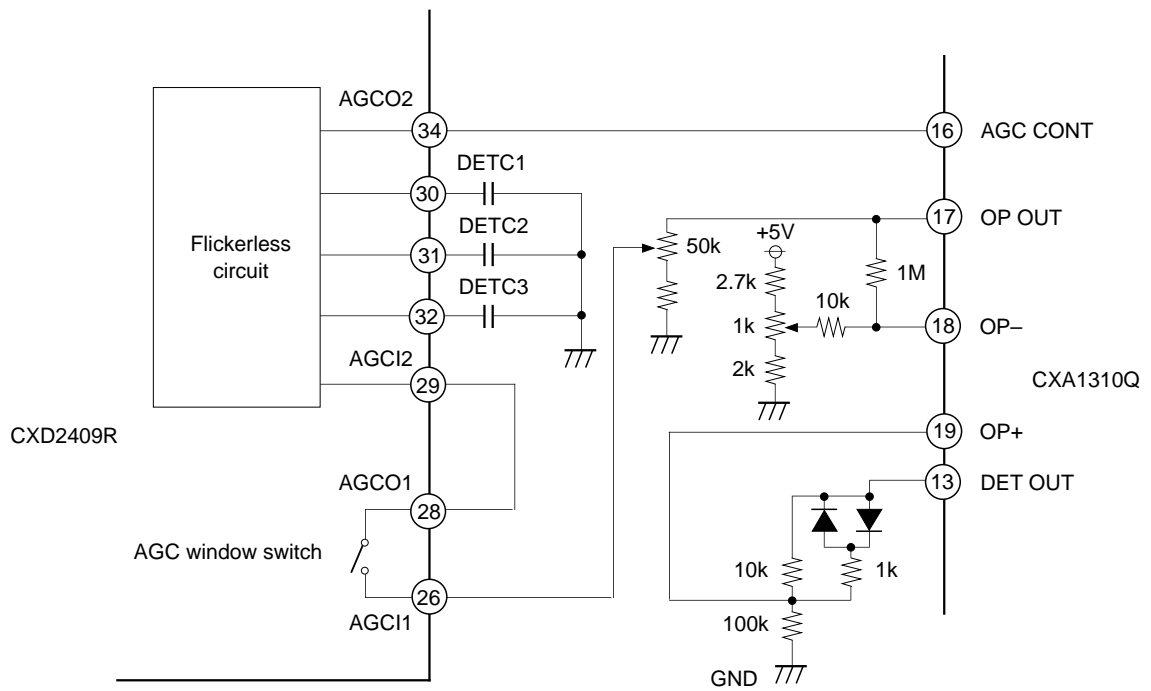 AGCO2
34
16
AGC CONT
DETC1
30
17
OP OUT
DETC2
+5V
Flickerless
circuit
31
50k
2.7k
1M
DETC3
10k
32
1k
18
OP–
AGCI2
2k
29
CXA1310Q
CXD2409R
19
OP+
AGCO1
13
DET OUT
28
AGC window switch
10k
1k
26
AGCI1
100k
GND